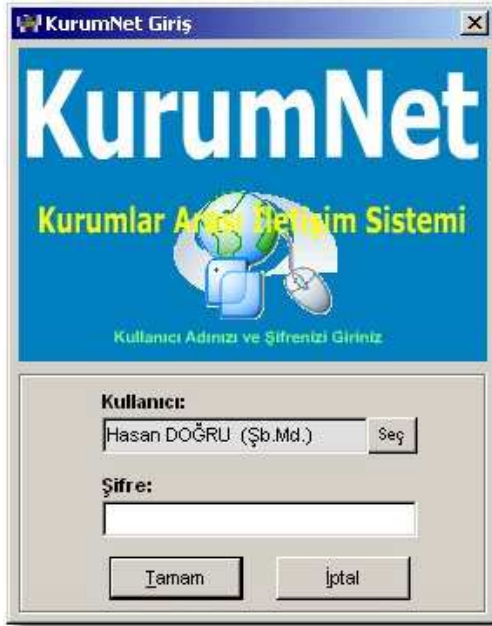 KurumNet Giriş
KurumNet
Kurumlar Arası İletişim Sistemi
Kullanıcı Adınızı ve Şifrenizi Giriniz
Kullanıcı:
Hasan DOĞRU (Şb.Md.) Seç
Şifre:
Tamam İptal